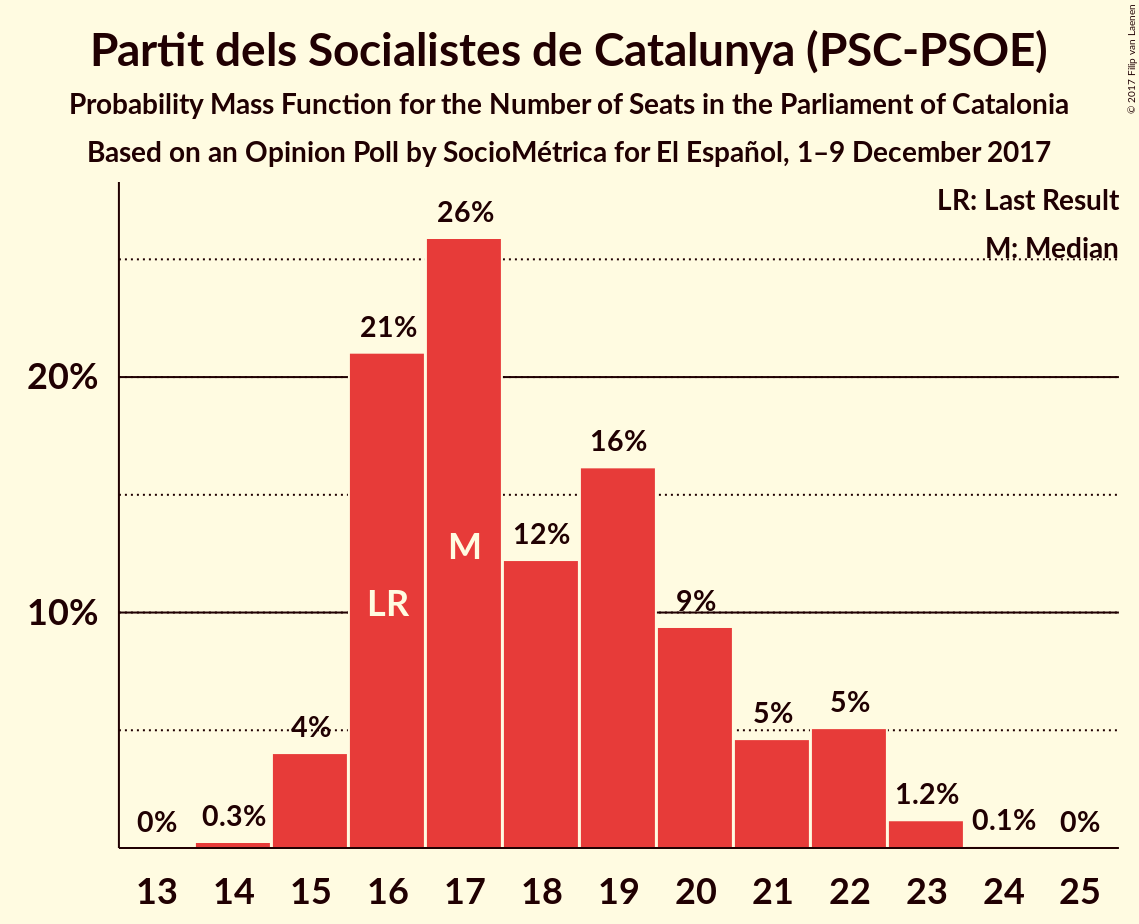 Partit dels Socialistes de Catalunya (PSC-PSOE)
Probability Mass Function for the Number of Seats in the Parliament of Catalonia
Based on an Opinion Poll by SocioMétrica for El Español, 1–9 December 2017
© 2017 Filip van Laenen
LR: Last Result
M: Median
26%
21%
20%
16%
12%
M
LR
10%
9%
5%
5%
4%
1.2%
0.3%
0.1%
0%
0%
13 14 15 16 17 18 19 20 21 22 23 24 25